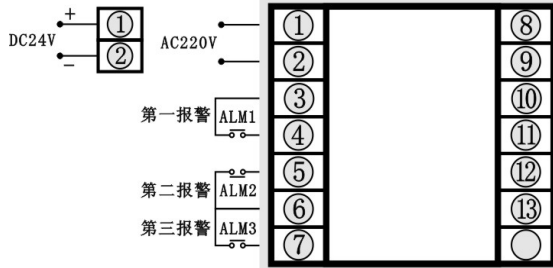 + ① ① ⑧
DC24V AC220V
− ② ② ⑨
③ ⑩
第一报警 ALM1
④ ⑪
⑤ ⑫
第二报警 ALM2
⑥ ⑬
第三报警 ALM3
⑦